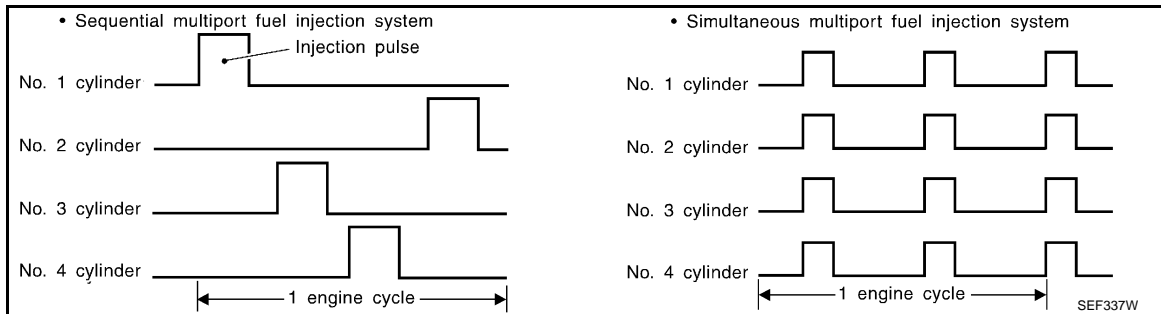 • Sequential multiport fuel injection system
Injection pulse
No. 1 cylinder
No. 2 cylinder
No. 3 cylinder
No. 4 cylinder
1 engine cycle
• Simultaneous multiport fuel injection system
No. 1 cylinder
No. 2 cylinder
No. 3 cylinder
No. 4 cylinder
1 engine cycle
SEF337W